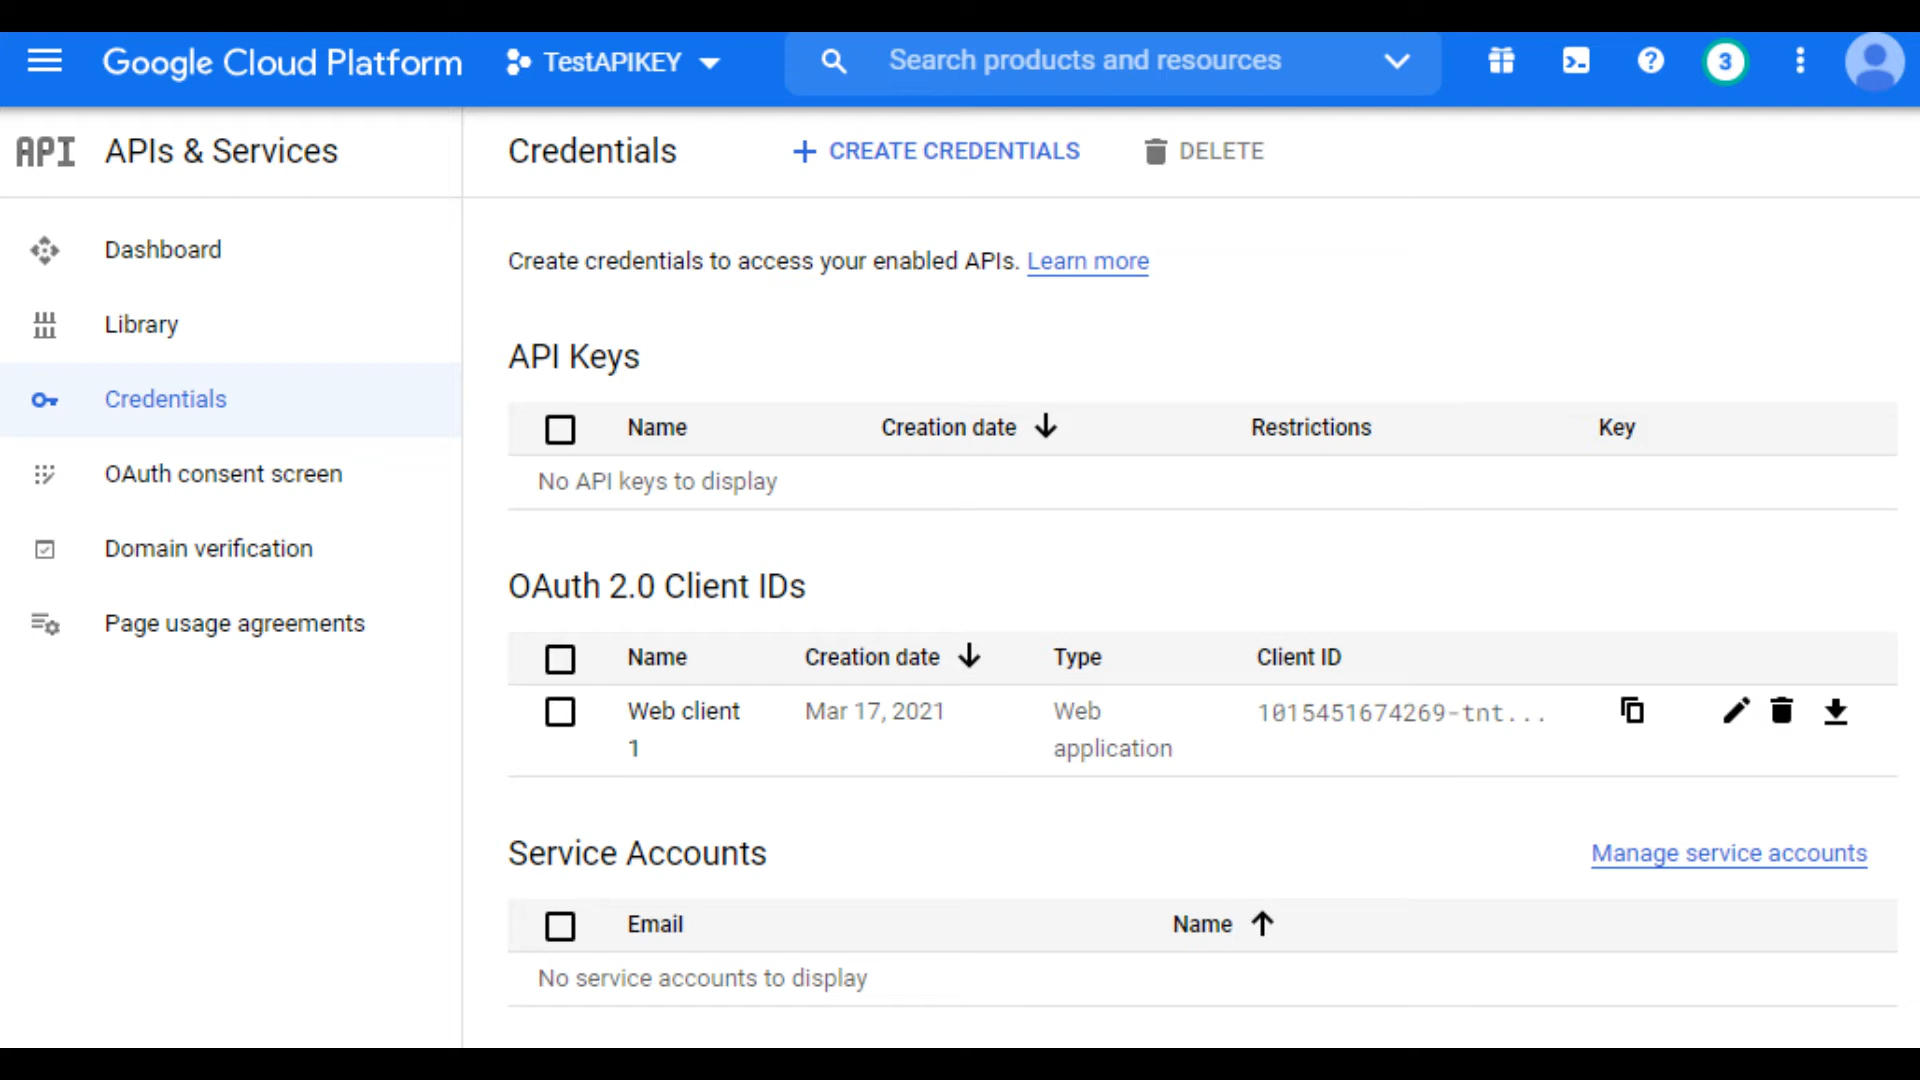 Google Cloud Platform TestAPIKEY Search products and resources 3
API APIs & Services
Credentials CREATE CREDENTIALS DELETE
Dashboard
Library
Credentials
OAuth consent screen
Domain verification
Page usage agreements
Create credentials to access your enabled APIs. Learn more
API Keys
Name Creation date Restrictions Key
No API keys to display
OAuth 2.0 Client IDs
Name Creation date Type Client ID
Web client 1 Mar 17, 2021 Web application 1015451674269-tnt...
Service Accounts Manage service accounts
Email Name
No service accounts to display